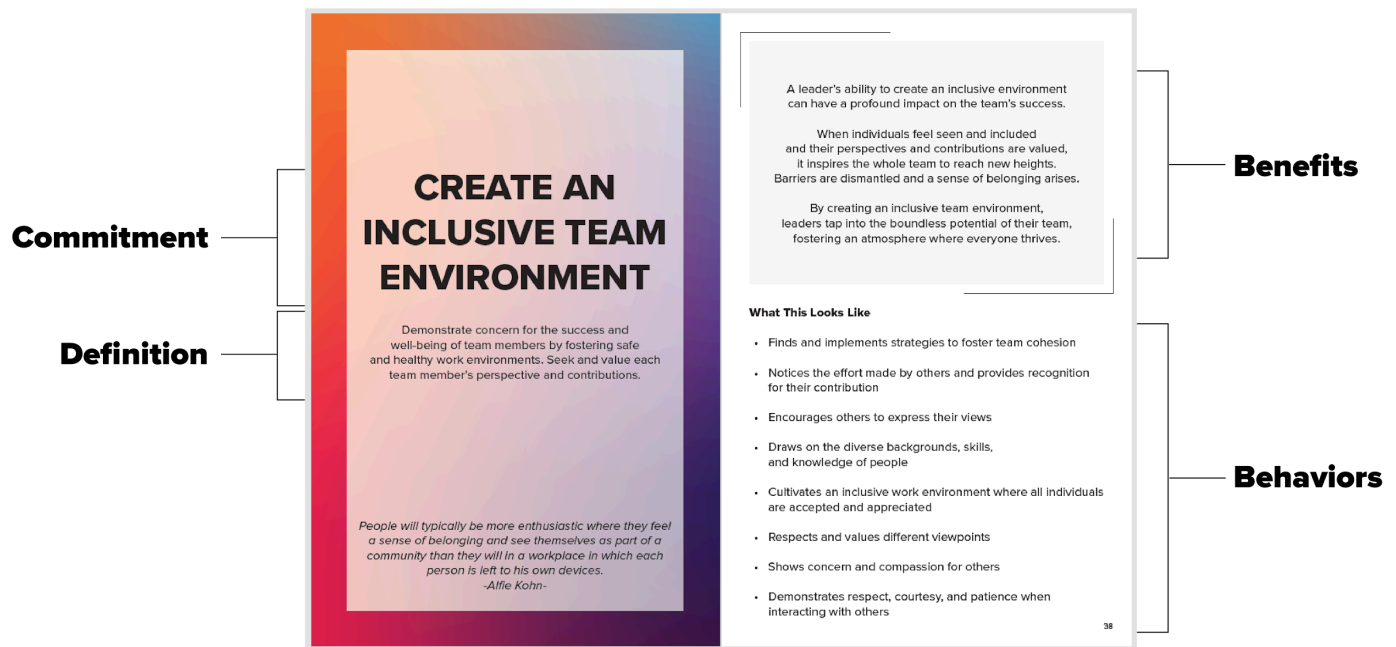 Commitment
Definition
CREATE AN
INCLUSIVE TEAM
ENVIRONMENT
Demonstrate concern for the success and
well-being of team members by fostering safe
and healthy work environments. Seek and value each
team member's perspective and contributions.
People will typically be more enthusiastic where they feel
a sense of belonging and see themselves as part of a
community than they will in a workplace in which each
person is left to his own devices.
-Alfie Kohn-
A leader's ability to create an inclusive environment
can have a profound impact on the team's success.
When individuals feel seen and included
and their perspectives and contributions are valued,
it inspires the whole team to reach new heights.
Barriers are dismantled and a sense of belonging arises.
By creating an inclusive team environment,
leaders tap into the boundless potential of their team,
fostering an atmosphere where everyone thrives.
What This Looks Like
• Finds and implements strategies to foster team cohesion
• Notices the effort made by others and provides recognition
for their contribution
• Encourages others to express their views
• Draws on the diverse backgrounds, skills,
and knowledge of people
• Cultivates an inclusive work environment where all individuals
are accepted and appreciated
• Respects and values different viewpoints
• Shows concern and compassion for others
• Demonstrates respect, courtesy, and patience when
interacting with others
38
Benefits
Behaviors